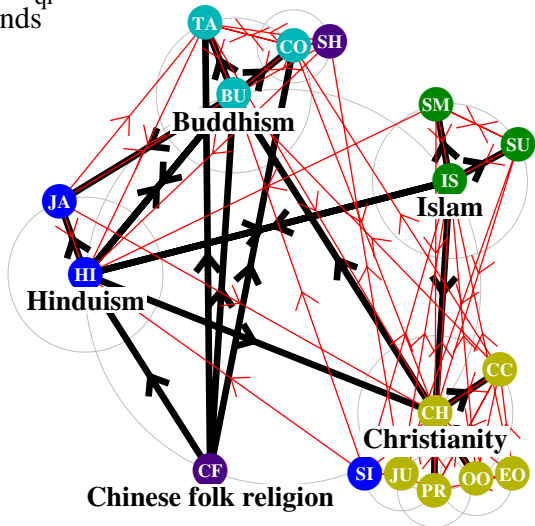 qr
nds
TA
CO
SH
BU
Buddhism
SM
SU
IS
Islam
JA
HI
Hinduism
CC
CH
Christianity
CF
SI
JU
PR
OO
EO
Chinese folk religion